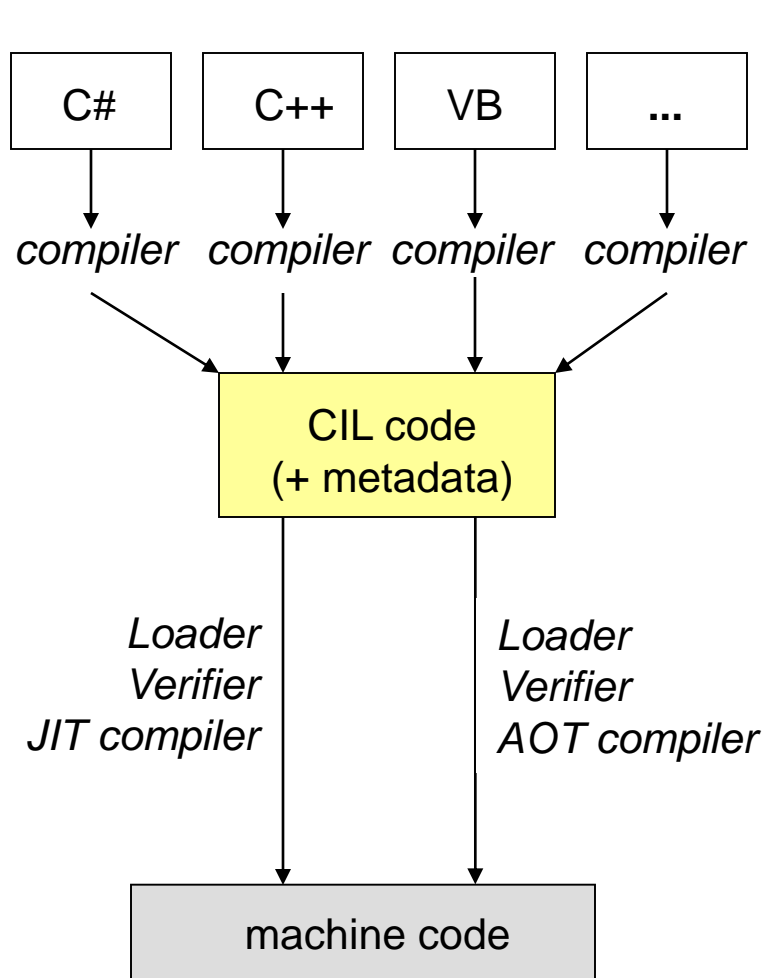 C#
C++
VB
...
compiler
compiler
compiler
compiler
CIL code
(+ metadata)
Loader
Verifier
JIT compiler
Loader
Verifier
AOT compiler
machine code